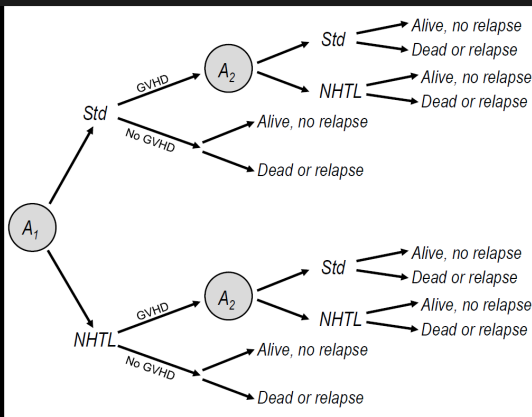 Std
Alive, no relapse
Dead or relapse
GVHD
A2
NHTL
Alive, no relapse
Dead or relapse
Std
No GVHD
Alive, no relapse
Dead or relapse
A1
Std
Alive, no relapse
Dead or relapse
GVHD
A2
NHTL
Alive, no relapse
Dead or relapse
NHTL
No GVHD
Alive, no relapse
Dead or relapse